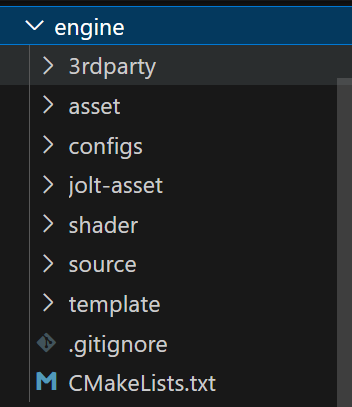 engine
3rdparty
asset
configs
jolt-asset
shader
source
template
.gitignore
CMakeLists.txt